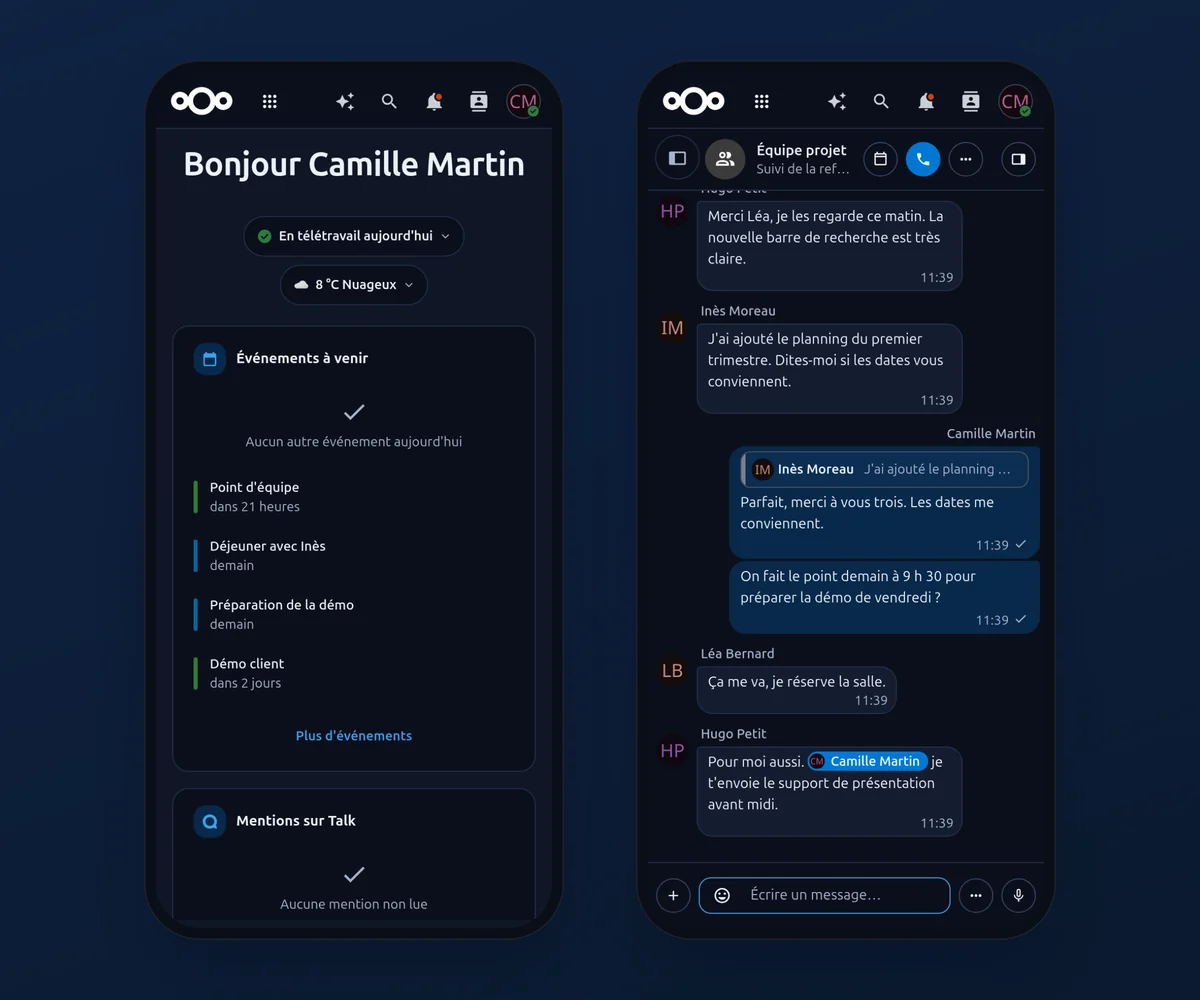 CM
Bonjour Camille Martin
En télétravail aujourd'hui
8 °C Nuageux
Événements à venir
Aucun autre événement aujourd'hui
Point d'équipe
dans 21 heures
Déjeuner avec Inès
demain
Préparation de la démo
demain
Démo client
dans 2 jours
Plus d'événements
Mentions sur Talk
Aucune mention non lue
CM
Équipe projet
Suivi de la ref…
Hugo Petit
HP
Merci Léa, je les regarde ce matin. La
nouvelle barre de recherche est très
claire.
11:39
Inès Moreau
IM
J'ai ajouté le planning du premier
trimestre. Dites-moi si les dates vous
conviennent.
11:39
Camille Martin
IM Inès Moreau J'ai ajouté le planning …
Parfait, merci à vous trois. Les dates me
conviennent.
11:39
On fait le point demain à 9 h 30 pour
préparer la démo de vendredi ?
11:39
Léa Bernard
LB
Ça me va, je réserve la salle.
11:39
Hugo Petit
HP
Pour moi aussi. CM Camille Martin je
t'envoie le support de présentation
avant midi.
11:39
Écrire un message…